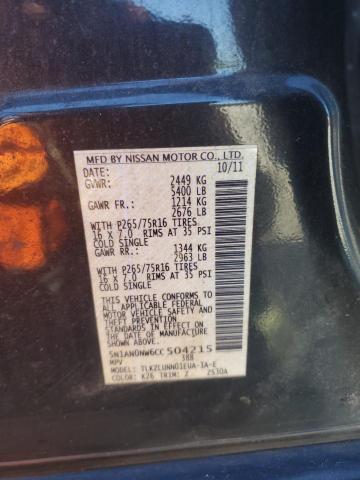 MFD BY NISSAN MOTOR CO., LTD.
DATE: 10/11
GVWR: 2449 KG
5400 LB
GAWR FR.: 1214 KG
2676 LB
WITH P265/75R16 TIRES
16 X 7.0 RIMS AT 35 PSI
COLD SINGLE
GAWR RR.: 1344 KG
2963 LB
WITH P265/75R16 TIRES
16 X 7.0 RIMS AT 35 PSI
COLD SINGLE
THIS VEHICLE CONFORMS TO
ALL APPLICABLE FEDERAL
MOTOR VEHICLE SAFETY
STANDARDS IN EFFECT ON
THE DATE OF MANUFACTURE
SHOWN ABOVE.
5N1AN0NW6CC504215
MPV 388
MODEL: TLKZLUNN01EUA-IA-E
COLOR: K26 TRIM: Z 2S30A